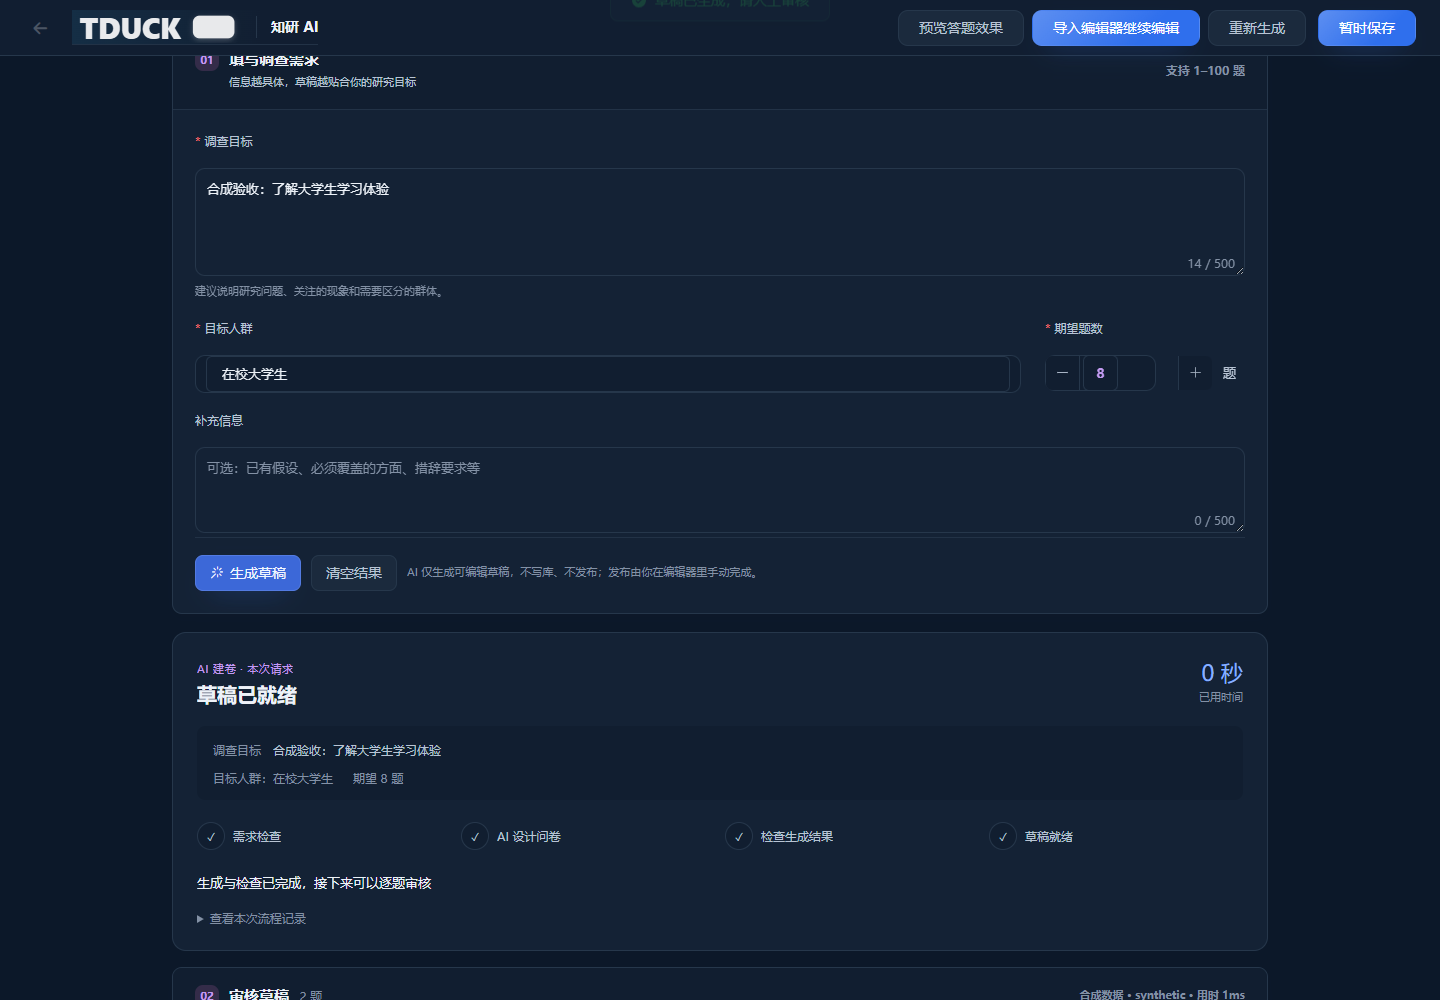 草稿已生成，请人工审核
TDUCK
知研 AI
预览答题效果
导入编辑器继续编辑
重新生成
暂时保存
01 填写调查需求
信息越具体，草稿越贴合你的研究目标
支持 1–100 题
* 调查目标
合成验收：了解大学生学习体验
14 / 500
建议说明研究问题、关注的现象和需要区分的群体。
* 目标人群
* 期望题数
在校大学生
8
题
补充信息
可选：已有假设、必须覆盖的方面、措辞要求等
0 / 500
生成草稿
清空结果
AI 仅生成可编辑草稿，不写库、不发布；发布由你在编辑器里手动完成。
AI 建卷 · 本次请求
草稿已就绪
0 秒
已用时间
调查目标 合成验收：了解大学生学习体验
目标人群：在校大学生 期望 8 题
✓ 需求检查
✓ AI 设计问卷
✓ 检查生成结果
✓ 草稿就绪
生成与检查已完成，接下来可以逐题审核
查看本次流程记录
02 审核草稿 2 题
合成数据 • synthetic • 用时 1ms